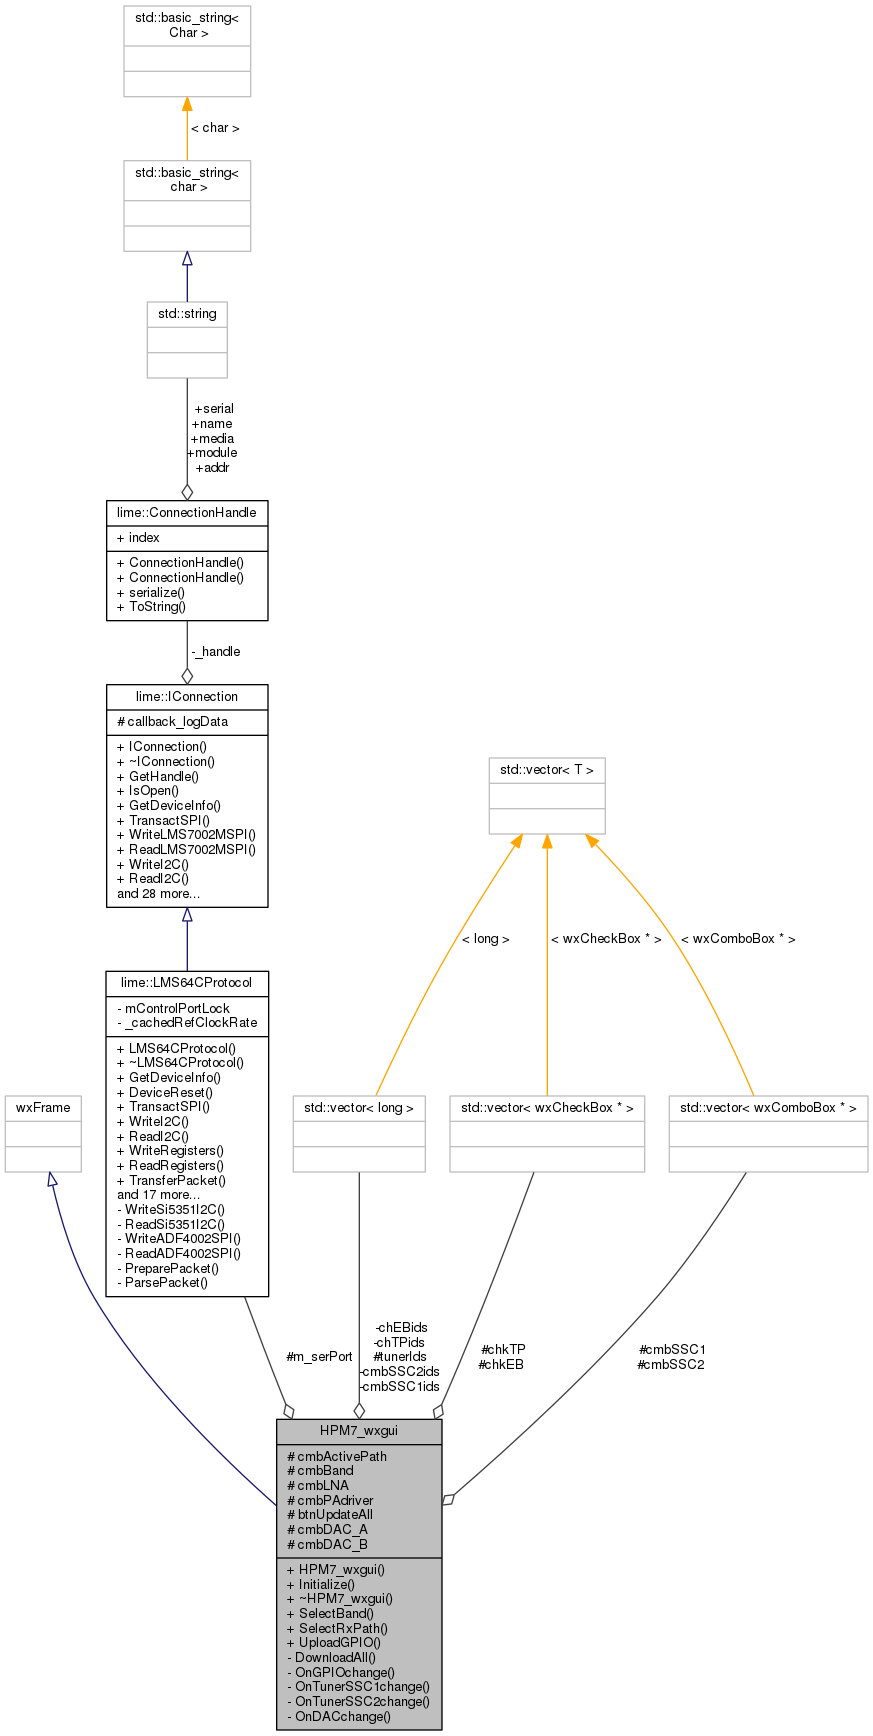 std::basic_string<
Char >
< char >
std::basic_string<
char >
std::string
+serial
+name
+media
+module
+addr
lime::ConnectionHandle
+ index
+ ConnectionHandle()
+ ConnectionHandle()
+ serialize()
+ ToString()
-_handle
lime::IConnection
# callback_logData
+ IConnection()
+ ~IConnection()
+ GetHandle()
+ IsOpen()
+ GetDeviceInfo()
+ TransactSPI()
+ WriteLMS7002MSPI()
+ ReadLMS7002MSPI()
+ WriteI2C()
+ ReadI2C()
and 28 more...
std::vector< T >
< long >
< wxCheckBox * >
< wxComboBox * >
lime::LMS64CProtocol
- mControlPortLock
- _cachedRefClockRate
+ LMS64CProtocol()
+ ~LMS64CProtocol()
+ GetDeviceInfo()
+ DeviceReset()
+ TransactSPI()
+ WriteI2C()
+ ReadI2C()
+ WriteRegisters()
+ ReadRegisters()
+ TransferPacket()
and 17 more...
- WriteSi5351I2C()
- ReadSi5351I2C()
- WriteADF4002SPI()
- ReadADF4002SPI()
- PreparePacket()
- ParsePacket()
wxFrame
std::vector< long >
std::vector< wxCheckBox * >
std::vector< wxComboBox * >
#m_serPort
-chEBids
-chTPids
#tunerIds
-cmbSSC2ids
-cmbSSC1ids
#chkTP
#chkEB
#cmbSSC1
#cmbSSC2
HPM7_wxgui
# cmbActivePath
# cmbBand
# cmbLNA
# cmbPAdriver
# btnUpdateAll
# cmbDAC_A
# cmbDAC_B
+ HPM7_wxgui()
+ Initialize()
+ ~HPM7_wxgui()
+ SelectBand()
+ SelectRxPath()
+ UploadGPIO()
- DownloadAll()
- OnGPIOchange()
- OnTunerSSC1change()
- OnTunerSSC2change()
- OnDACchange()